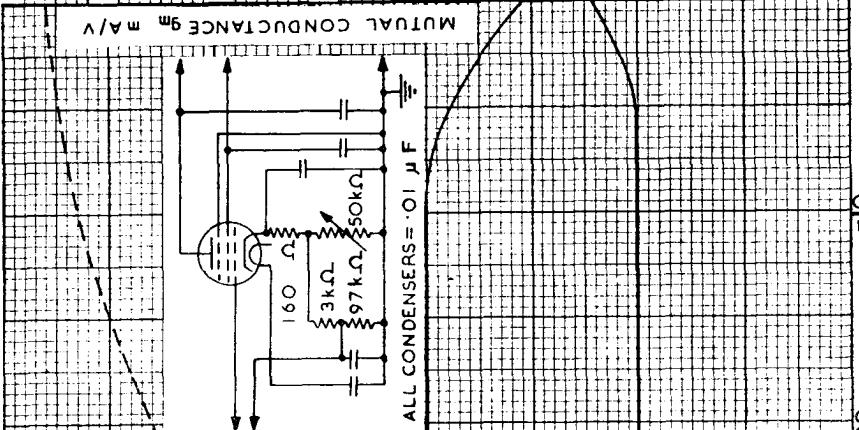 MUTUAL CONDUCTANCE gm mA/V
160 Ω
3kΩ
97kΩ
50kΩ
ALL CONDENSERS = ·01 μF